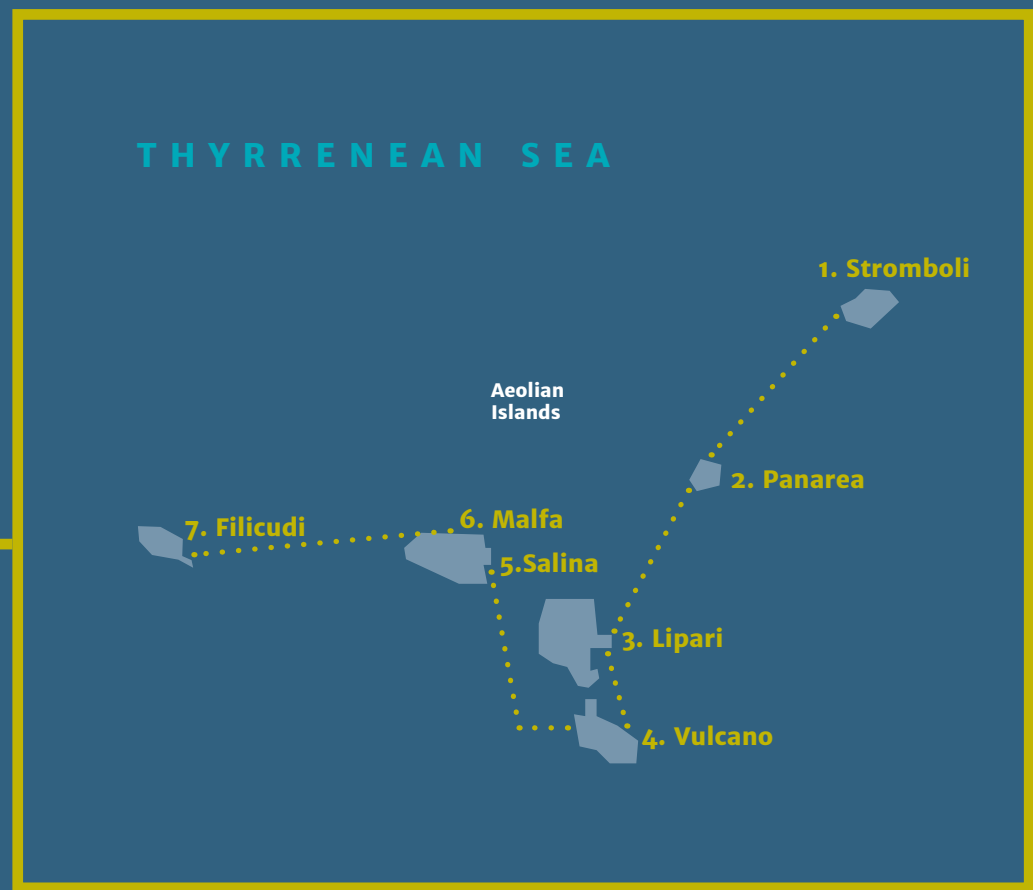 THYRRENEAN SEA
1. Stromboli
Aeolian
Islands
2. Panarea
6. Malfa
7. Filicudi
5.Salina
3. Lipari
4. Vulcano